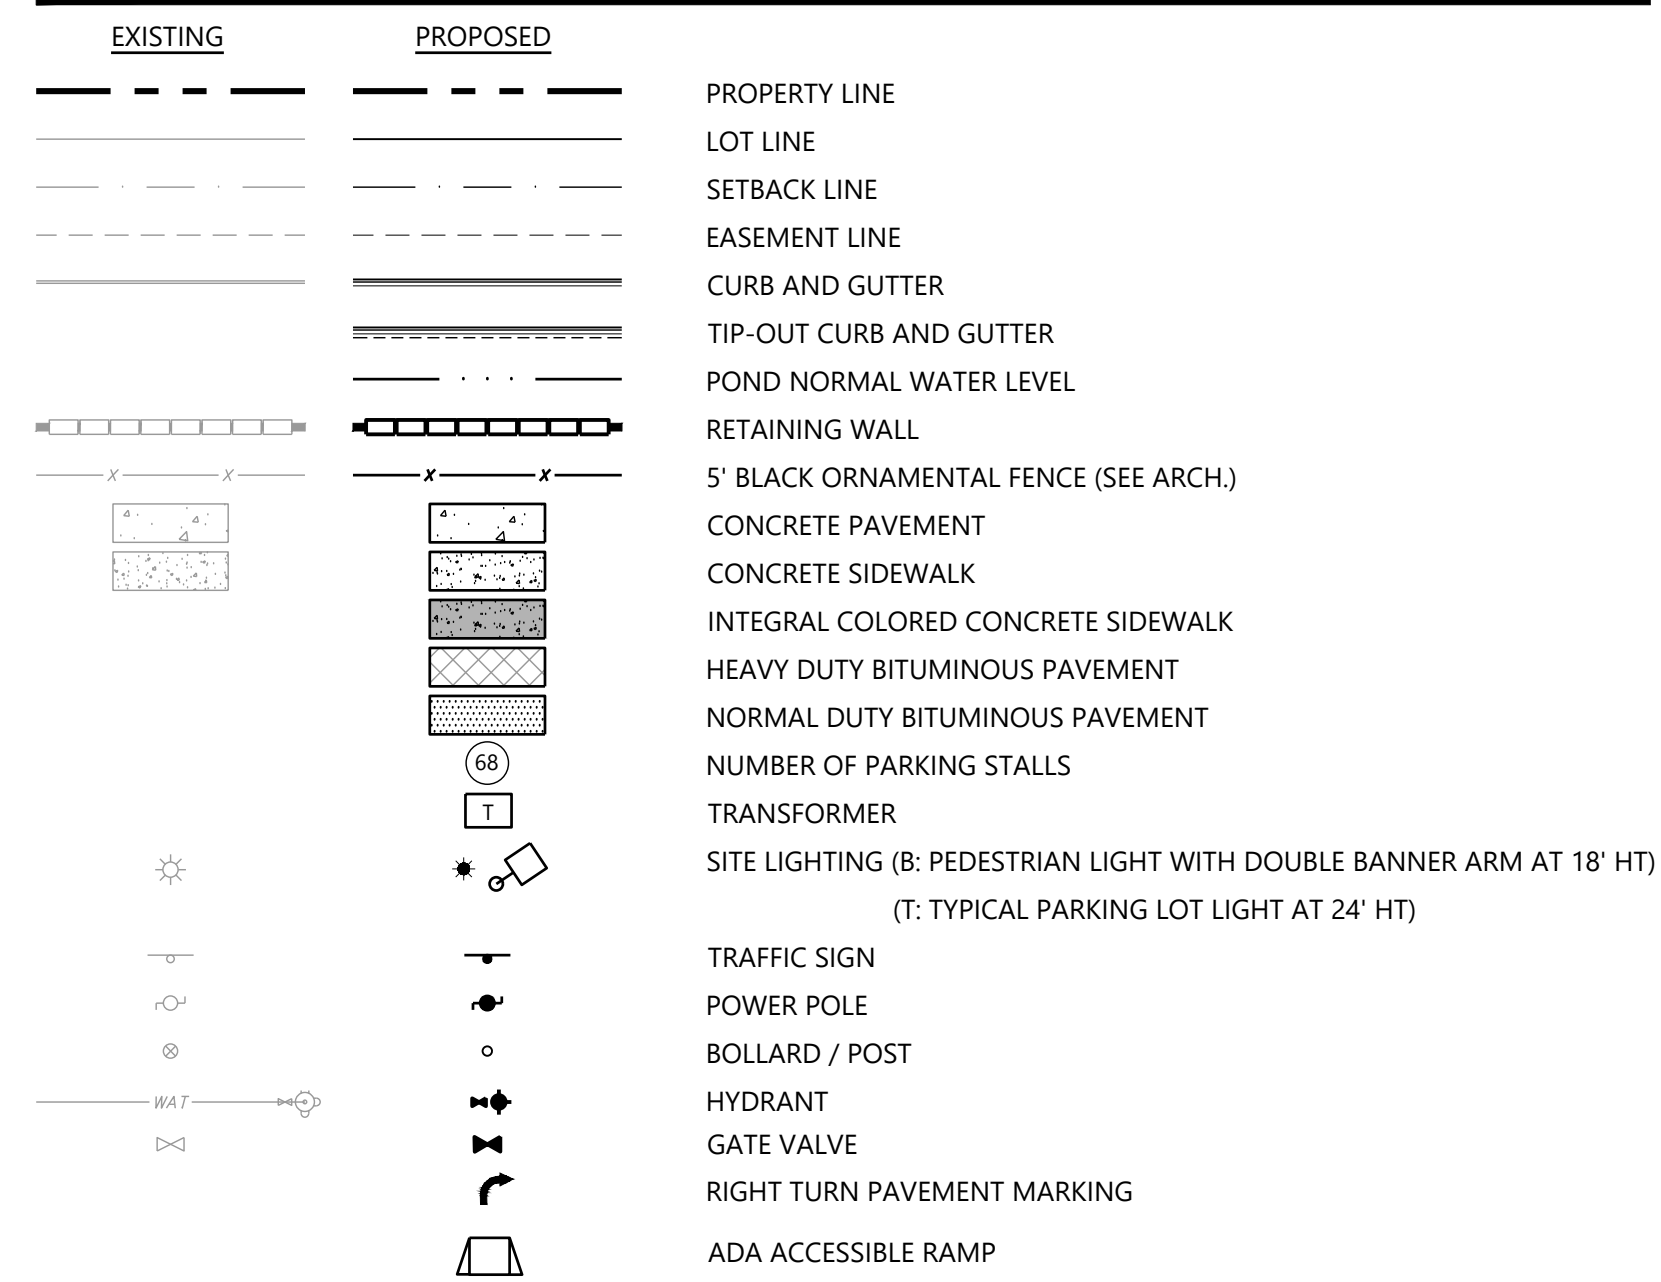 EXISTING PROPOSED
PROPERTY LINE
LOT LINE
SETBACK LINE
EASEMENT LINE
CURB AND GUTTER
TIP-OUT CURB AND GUTTER
POND NORMAL WATER LEVEL
RETAINING WALL
X X X X 5' BLACK ORNAMENTAL FENCE (SEE ARCH.)
CONCRETE PAVEMENT
CONCRETE SIDEWALK
INTEGRAL COLORED CONCRETE SIDEWALK
HEAVY DUTY BITUMINOUS PAVEMENT
NORMAL DUTY BITUMINOUS PAVEMENT
68 NUMBER OF PARKING STALLS
T TRANSFORMER
SITE LIGHTING (B: PEDESTRIAN LIGHT WITH DOUBLE BANNER ARM AT 18' HT)
(T: TYPICAL PARKING LOT LIGHT AT 24' HT)
TRAFFIC SIGN
POWER POLE
BOLLARD / POST
WAT HYDRANT
GATE VALVE
RIGHT TURN PAVEMENT MARKING
ADA ACCESSIBLE RAMP